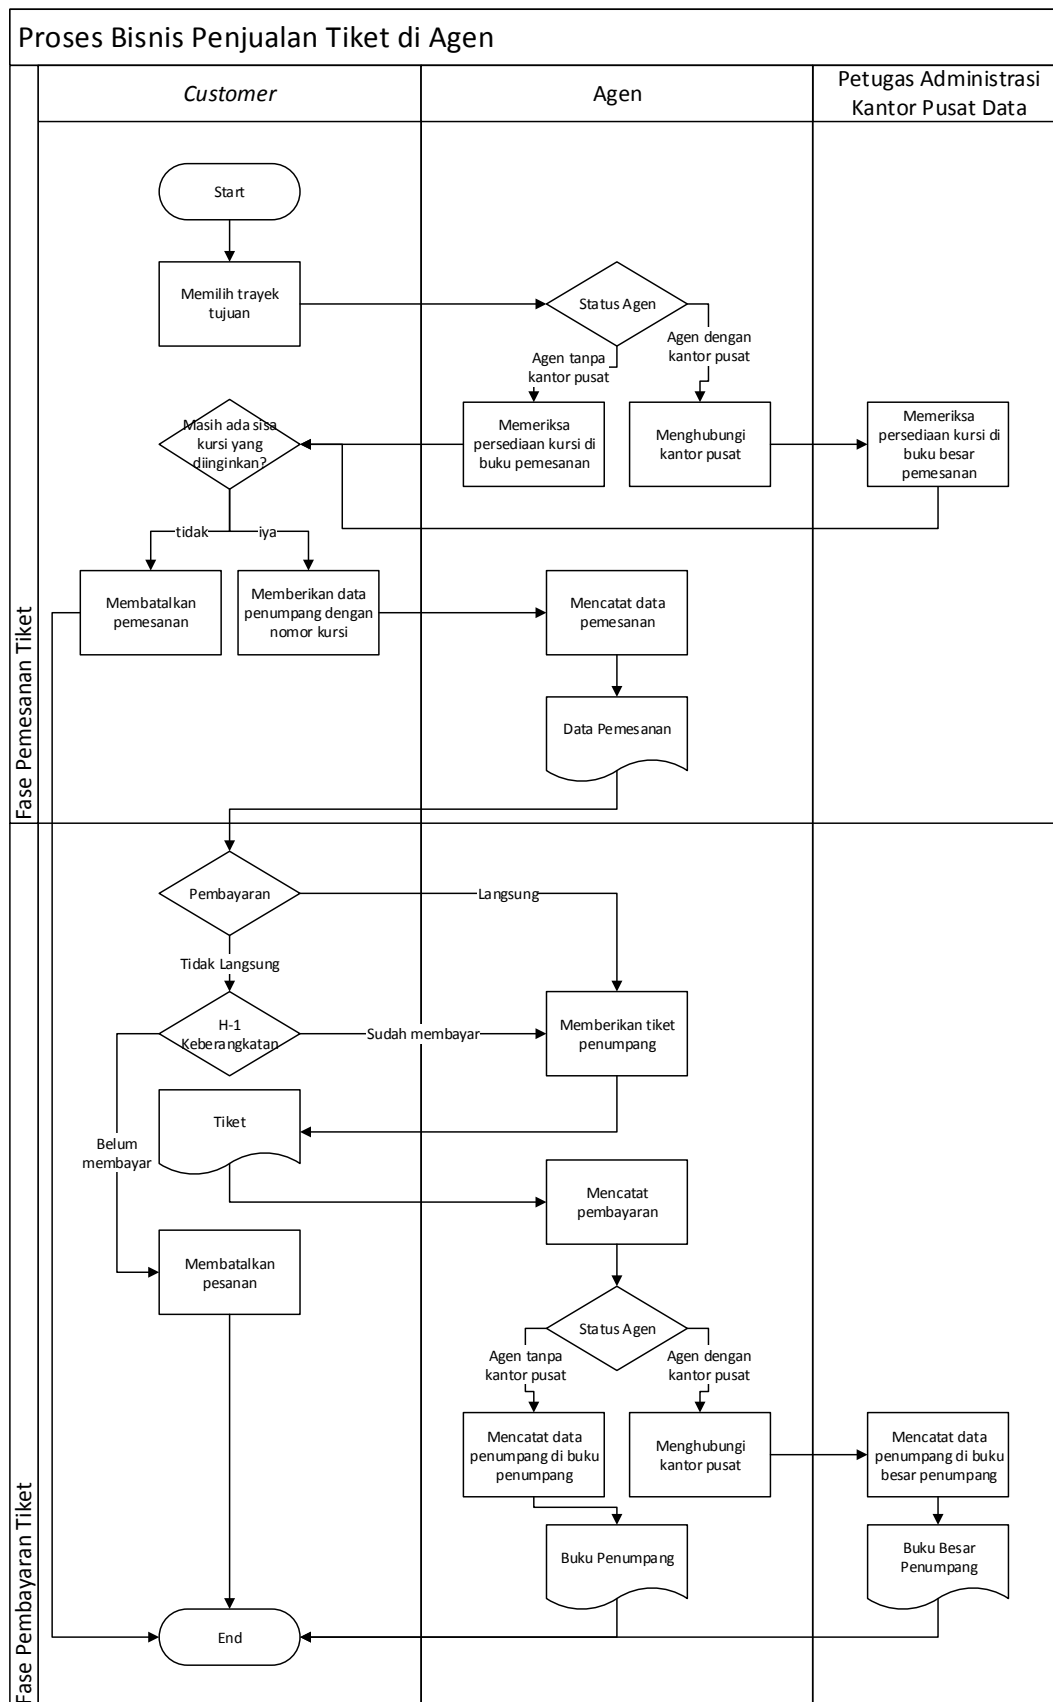 Proses Bisnis Penjualan Tiket di Agen
Customer
Agen
Petugas Administrasi
Kantor Pusat Data
Fase Pemesanan Tiket
Start
Memilih trayek
tujuan
Status Agen
Agen tanpa
kantor pusat
Agen dengan
kantor pusat
Masih ada sisa
kursi yang
diinginkan?
Memeriksa
persediaan kursi di
buku pemesanan
Menghubungi
kantor pusat
Memeriksa
persediaan kursi di
buku besar
pemesanan
tidak
iya
Membatalkan
pemesanan
Memberikan data
penumpang dengan
nomor kursi
Mencatat data
pemesanan
Data Pemesanan
Fase Pembayaran Tiket
Pembayaran
Langsung
Tidak Langsung
H-1
Keberangkatan
Sudah membayar
Memberikan tiket
penumpang
Tiket
Belum
membayar
Mencatat
pembayaran
Membatalkan
pesanan
Status Agen
Agen tanpa
kantor pusat
Agen dengan
kantor pusat
Mencatat data
penumpang di buku
penumpang
Menghubungi
kantor pusat
Mencatat data
penumpang di buku
besar penumpang
Buku Penumpang
Buku Besar
Penumpang
End